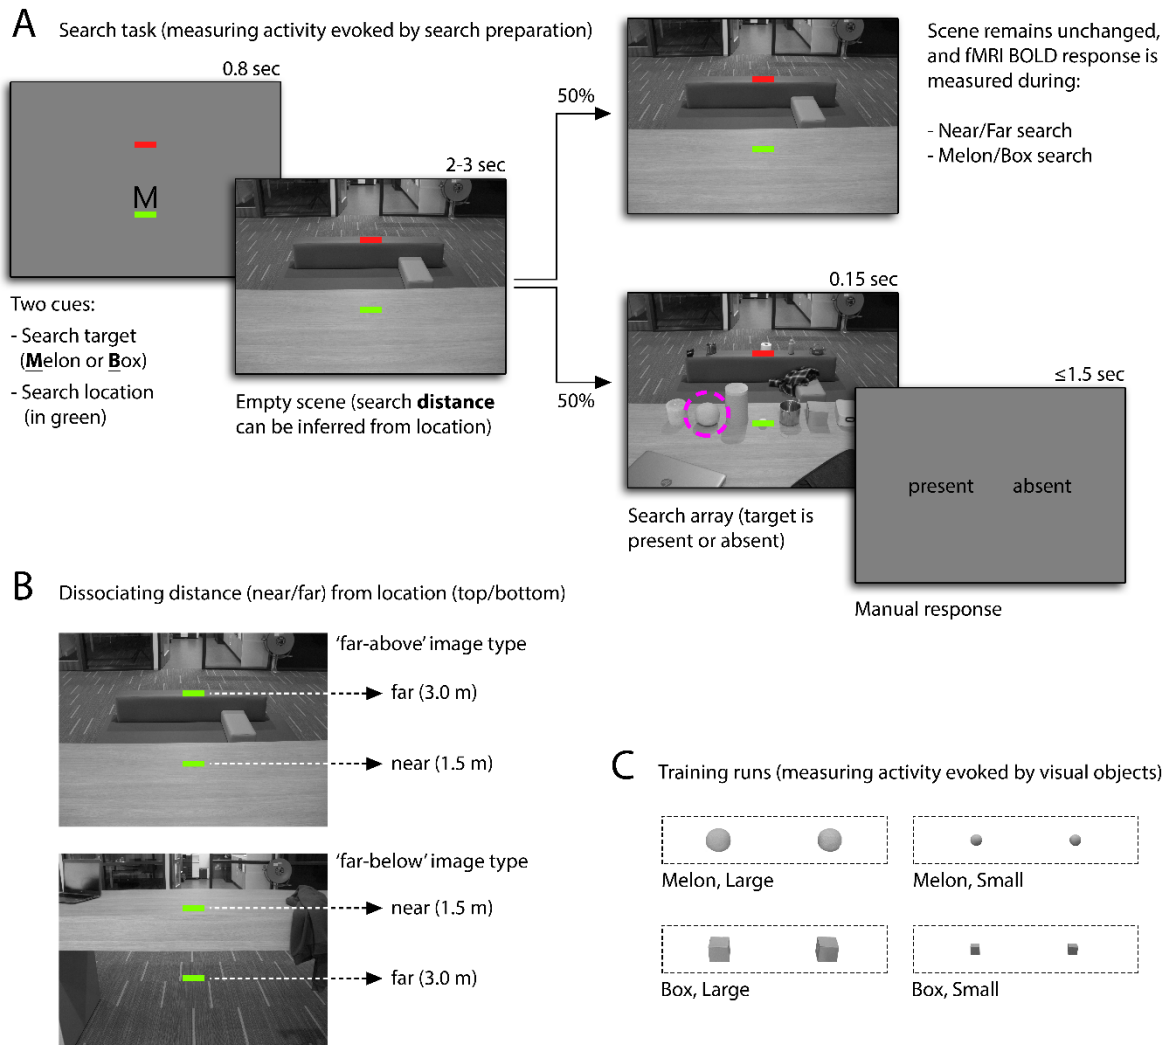 A Search task (measuring activity evoked by search preparation)
0.8 sec
M
Two cues:
- Search target
(Melon or Box)
- Search location
(in green)
2-3 sec
Empty scene (search distance
can be inferred from location)
50%
50%
Scene remains unchanged,
and fMRI BOLD response is
measured during:
- Near/Far search
- Melon/Box search
0.15 sec
Search array (target is
present or absent)
≤1.5 sec
present absent
Manual response
B Dissociating distance (near/far) from location (top/bottom)
'far-above' image type
far (3.0 m)
near (1.5 m)
'far-below' image type
near (1.5 m)
far (3.0 m)
C Training runs (measuring activity evoked by visual objects)
Melon, Large
Melon, Small
Box, Large
Box, Small